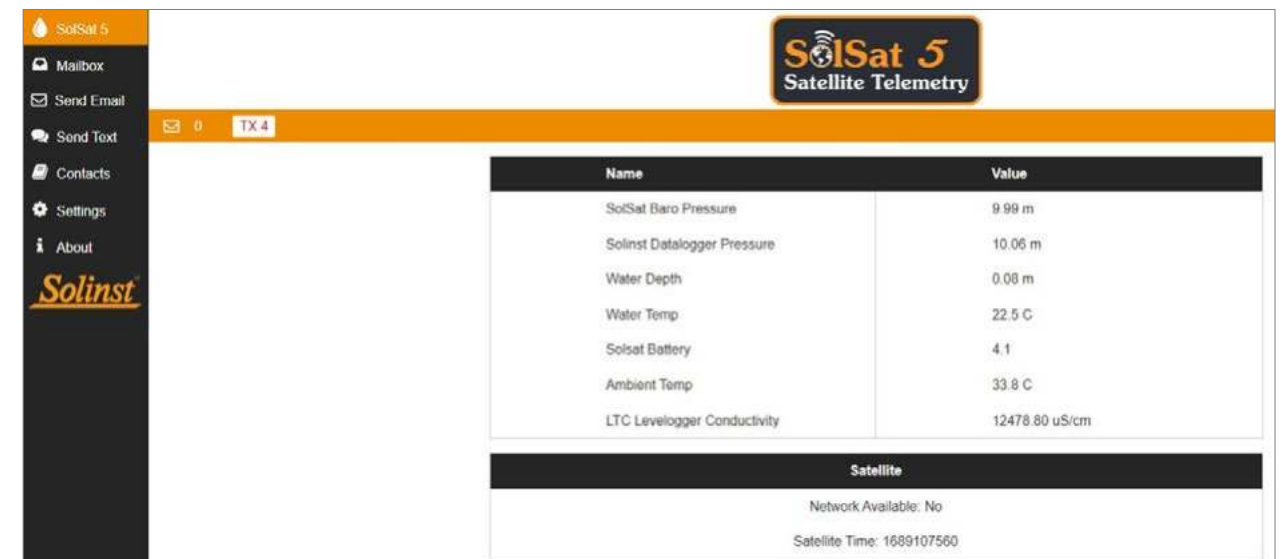 SolSat 5
Mailbox
Send Email
Send Text
Contacts
Settings
About
Solinst
SolSat 5
Satellite Telemetry
0 TX 4
Name Value
SolSat Baro Pressure 9.99 m
Solinst Datalogger Pressure 10.06 m
Water Depth 0.08 m
Water Temp 22.5 C
Solsat Battery 4.1
Ambient Temp 33.8 C
LTC Levelogger Conductivity 12478.80 uS/cm
Satellite
Network Available: No
Satellite Time: 1689107560